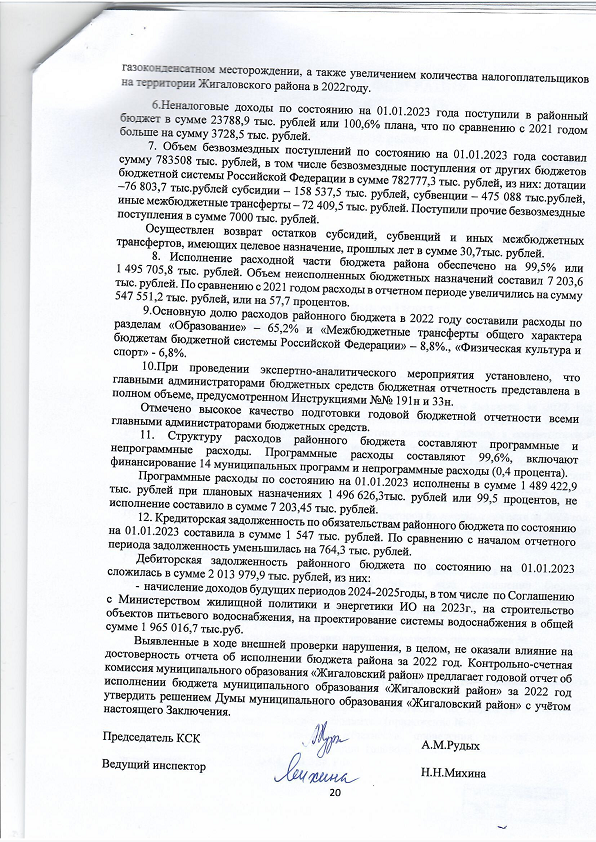 газоконденсатном месторождении, а также увеличением количества налогоплательщиков
на территории Жигаловского района в 2022году.
6.Неналоговые доходы по состоянию на 01.01.2023 года поступили в районный
бюджет в сумме 23788,9 тыс. рублей или 100,6% плана, что по сравнению с 2021 годом
больше на сумму 3728,5 тыс. рублей.
7. Объем безвозмездных поступлений по состоянию на 01.01.2023 года составил
сумму 783508 тыс. рублей, в том числе безвозмездные поступления от других бюджетов
бюджетной системы Российской Федерации в сумме 782777,3 тыс. рублей, из них: дотации
–76 803,7 тыс.рублей субсидии – 158 537,5 тыс. рублей, субвенции – 475 088 тыс.рублей,
иные межбюджетные трансферты – 72 409,5 тыс. рублей. Поступили прочие безвозмездные
поступления в сумме 7000 тыс. рублей.
Осуществлен возврат остатков субсидий, субвенций и иных межбюджетных
трансфертов, имеющих целевое назначение, прошлых лет в сумме 30,7тыс. рублей.
8. Исполнение расходной части бюджета района обеспечено на 99,5% или
1 495 705,8 тыс. рублей. Объем неисполненных бюджетных назначений составил 7 203,6
тыс. рублей. По сравнению с 2021 годом расходы в отчетном периоде увеличились на сумму
547 551,2 тыс. рублей, или на 57,7 процентов.
9.Основную долю расходов районного бюджета в 2022 году составили расходы по
разделам «Образование» – 65,2% и «Межбюджетные трансферты общего характера
бюджетам бюджетной системы Российской Федерации» – 8,8%., «Физическая культура и
спорт» - 6,8%.
10.При проведении экспертно-аналитического мероприятия установлено, что
главными администраторами бюджетных средств бюджетная отчетность представлена в
полном объеме, предусмотренном Инструкциями №№ 191н и 33н.
Отмечено высокое качество подготовки годовой бюджетной отчетности всеми
главными администраторами бюджетных средств.
11. Структуру расходов районного бюджета составляют программные и
непрограммные расходы. Программные расходы составляют 99,6%, включают
финансирование 14 муниципальных программ и непрограммные расходы (0,4 процента).
Программные расходы по состоянию на 01.01.2023 исполнены в сумме 1 489 422,9
тыс. рублей при плановых назначениях 1 496 626,3тыс. рублей или 99,5 процентов, не
исполнение составило в сумме 7 203,45 тыс. рублей.
12. Кредиторская задолженность по обязательствам районного бюджета по состоянию
на 01.01.2023 составила в сумме 1 547 тыс. рублей. По сравнению с началом отчетного
периода задолженность уменьшилась на 764,3 тыс. рублей.
Дебиторская задолженность районного бюджета по состоянию на 01.01.2023
сложилась в сумме 2 013 979,9 тыс. рублей, из них:
- начисление доходов будущих периодов 2024-2025годы, в том числе по Соглашению
с Министерством жилищной политики и энергетики ИО на 2023г., на строительство
объектов питьевого водоснабжения, на проектирование системы водоснабжения в общей
сумме 1 965 016,7 тыс.руб.
Выявленные в ходе внешней проверки нарушения, в целом, не оказали влияние на
достоверность отчета об исполнении бюджета района за 2022 год. Контрольно-счетная
комиссия муниципального образования «Жигаловский район» предлагает годовой отчет об
исполнении бюджета муниципального образования «Жигаловский район» за 2022 год
утвердить решением Думы муниципального образования «Жигаловский район» с учётом
настоящего Заключения.
Председатель КСК А.М.Рудых
Ведущий инспектор Н.Н.Михина
20